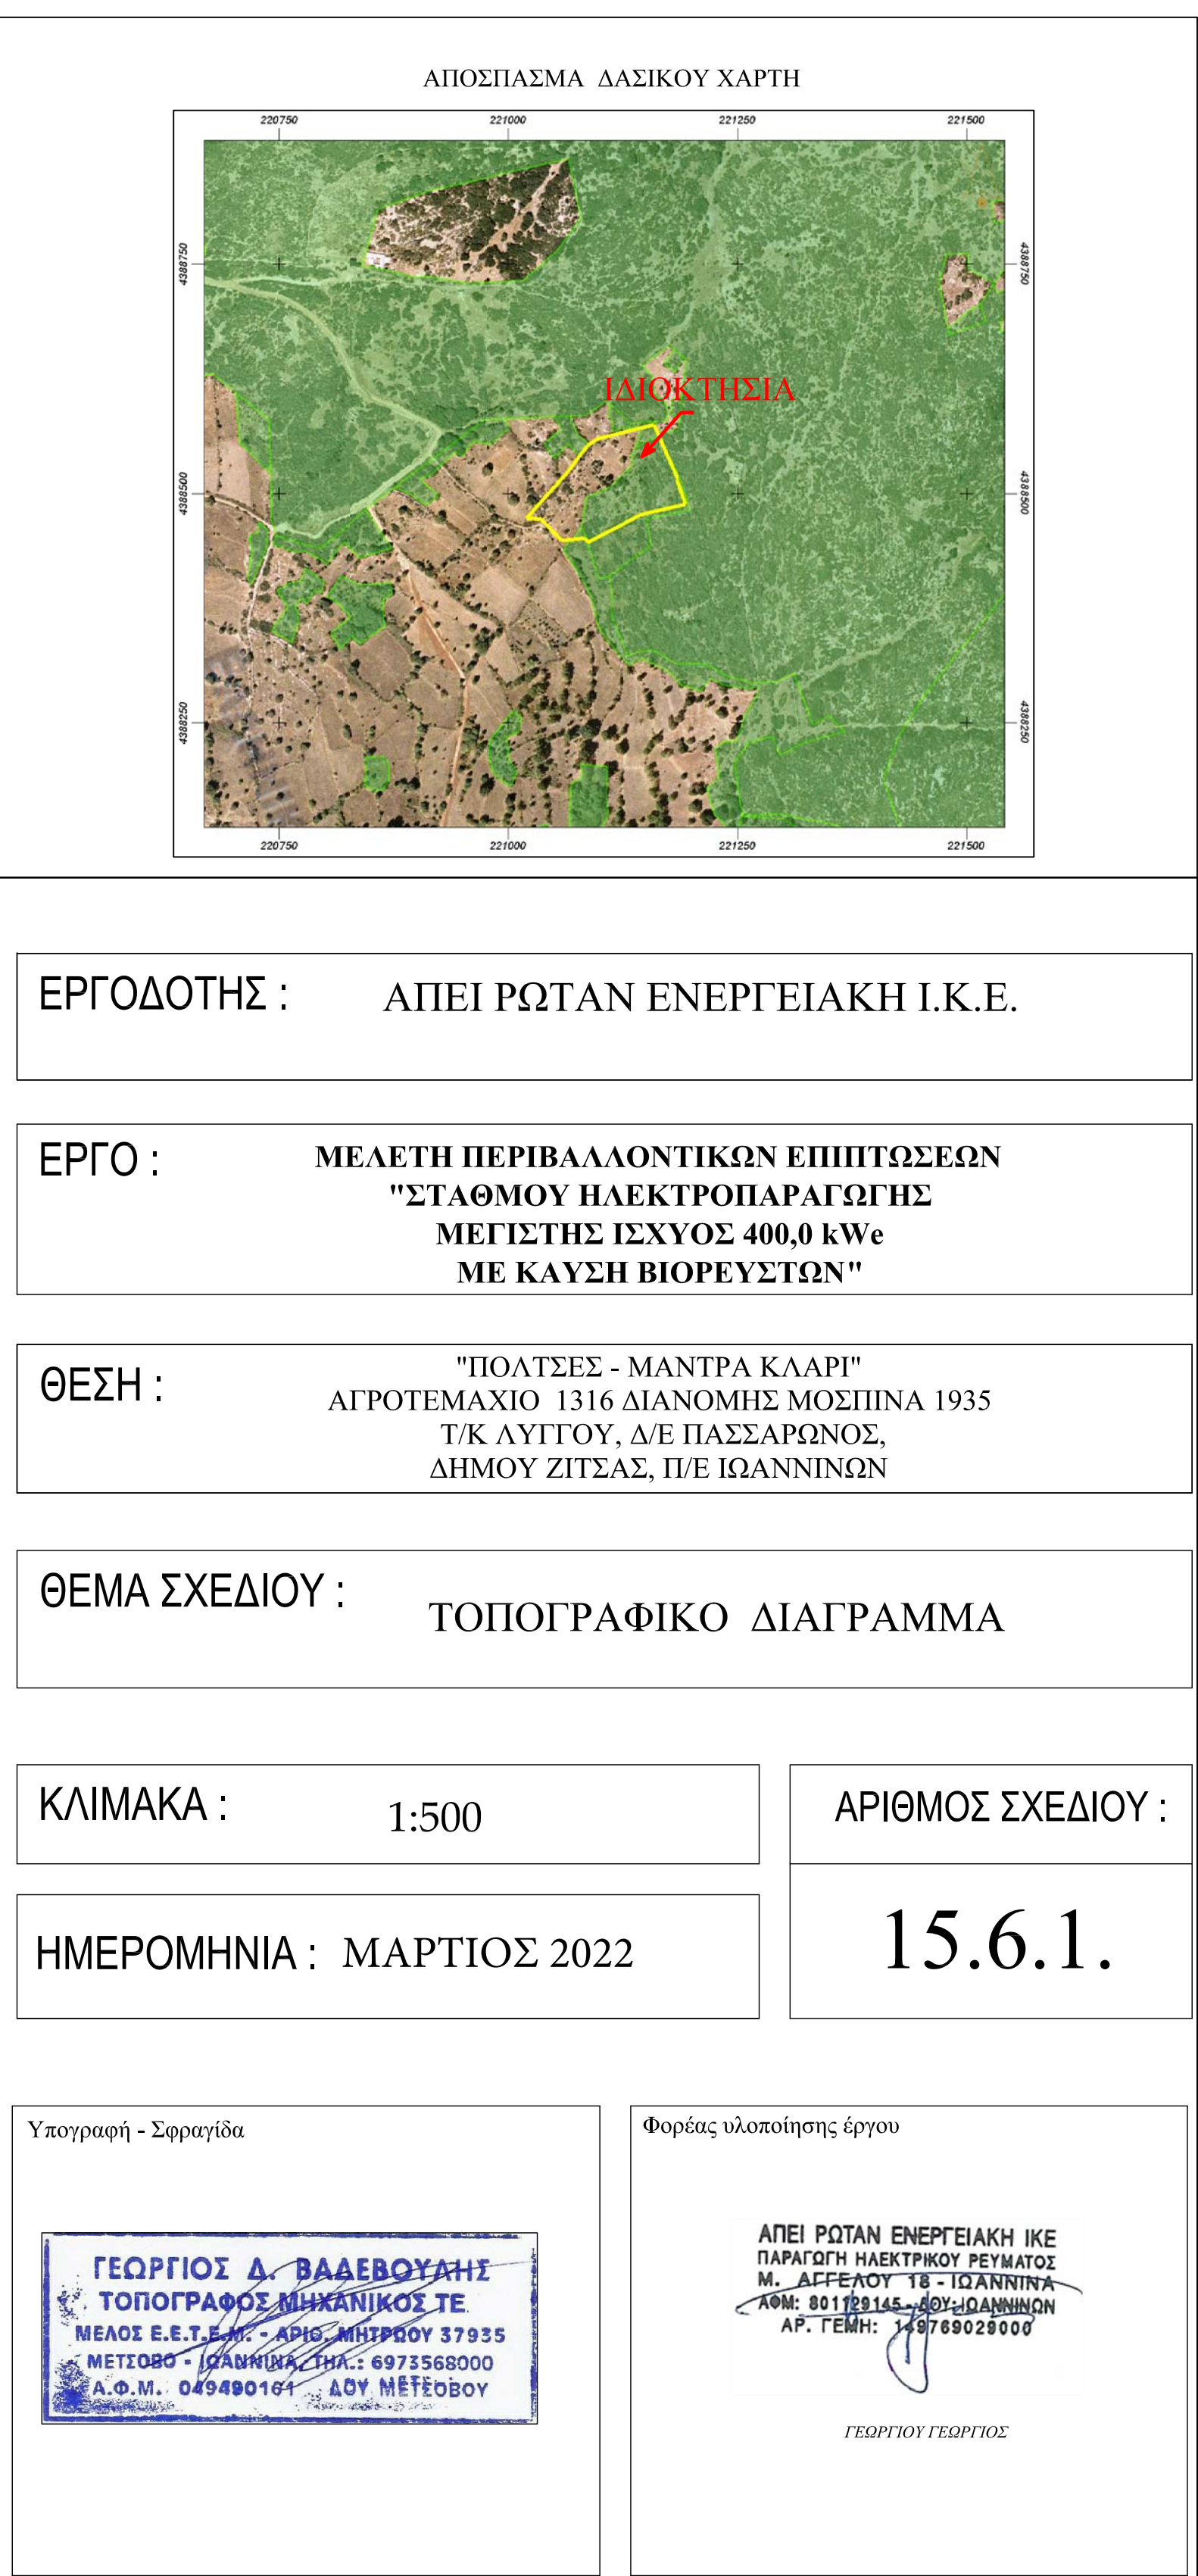 ΑΠΟΣΠΑΣΜΑ ΔΑΣΙΚΟΥ ΧΑΡΤΗ
220750 221000 221250 221500
4388750 4388750
ΙΔΙΟΚΤΗΣΙΑ
4388500 4388500
4388250 4388250
220750 221000 221250 221500
ΕΡΓΟΔΟΤΗΣ : ΑΠΕΙ ΡΩΤΑΝ ΕΝΕΡΓΕΙΑΚΗ Ι.Κ.Ε.
ΕΡΓΟ : ΜΕΛΕΤΗ ΠΕΡΙΒΑΛΛΟΝΤΙΚΩΝ ΕΠΙΠΤΩΣΕΩΝ
"ΣΤΑΘΜΟΥ ΗΛΕΚΤΡΟΠΑΡΑΓΩΓΗΣ
ΜΕΓΙΣΤΗΣ ΙΣΧΥΟΣ 400,0 kWe
ΜΕ ΚΑΥΣΗ ΒΙΟΡΕΥΣΤΩΝ"
ΘΕΣΗ : "ΠΟΛΤΣΕΣ - ΜΑΝΤΡΑ ΚΛΑΡΙ"
ΑΓΡΟΤΕΜΑΧΙΟ 1316 ΔΙΑΝΟΜΗΣ ΜΟΣΠΙΝΑ 1935
Τ/Κ ΛΥΓΓΟΥ, Δ/Ε ΠΑΣΣΑΡΩΝΟΣ,
ΔΗΜΟΥ ΖΙΤΣΑΣ, Π/Ε ΙΩΑΝΝΙΝΩΝ
ΘΕΜΑ ΣΧΕΔΙΟΥ : ΤΟΠΟΓΡΑΦΙΚΟ ΔΙΑΓΡΑΜΜΑ
ΚΛΙΜΑΚΑ : 1:500
ΑΡΙΘΜΟΣ ΣΧΕΔΙΟΥ :
15.6.1.
ΗΜΕΡΟΜΗΝΙΑ : ΜΑΡΤΙΟΣ 2022
Υπογραφή - Σφραγίδα
ΓΕΩΡΓΙΟΣ Δ. ΒΑΔΕΒΟΥΛΗΣ
ΤΟΠΟΓΡΑΦΟΣ ΜΗΧΑΝΙΚΟΣ ΤΕ
ΜΕΛΟΣ Ε.Ε.Τ.Ε.Μ. - ΑΡΙΘ. ΜΗΤΡΩΟΥ 37935
ΜΕΤΣΟΒΟ - ΙΩΑΝΝΙΝΑ, ΤΗΛ.: 6973568000
Α.Φ.Μ. 049490161 ΔΟΥ ΜΕΤΣΟΒΟΥ
Φορέας υλοποίησης έργου
ΑΠΕΙ ΡΩΤΑΝ ΕΝΕΡΓΕΙΑΚΗ ΙΚΕ
ΠΑΡΑΓΩΓΗ ΗΛΕΚΤΡΙΚΟΥ ΡΕΥΜΑΤΟΣ
Μ. ΑΓΓΕΛΟΥ 18 - ΙΩΑΝΝΙΝΑ
ΑΦΜ: 801129145 - ΔΟΥ: ΙΩΑΝΝΙΝΩΝ
ΑΡ. ΓΕΜΗ: 149769029000
ΓΕΩΡΓΙΟΥ ΓΕΩΡΓΙΟΣ